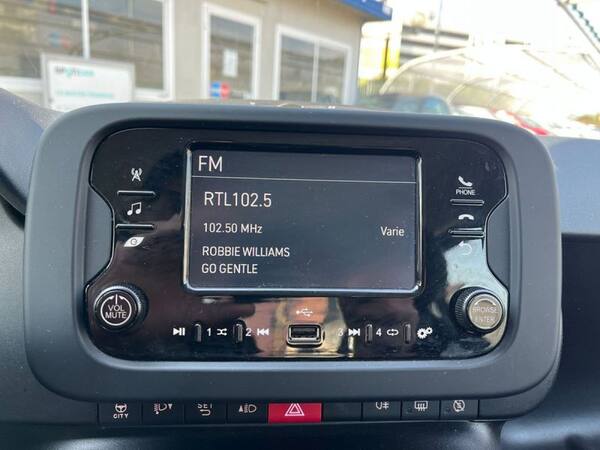 FM
RTL102.5
102.50 MHz
Varie
ROBBIE WILLIAMS
GO GENTLE
PHONE
VOL
MUTE
BROWSE
ENTER
1 2 3 4
CITY
SET